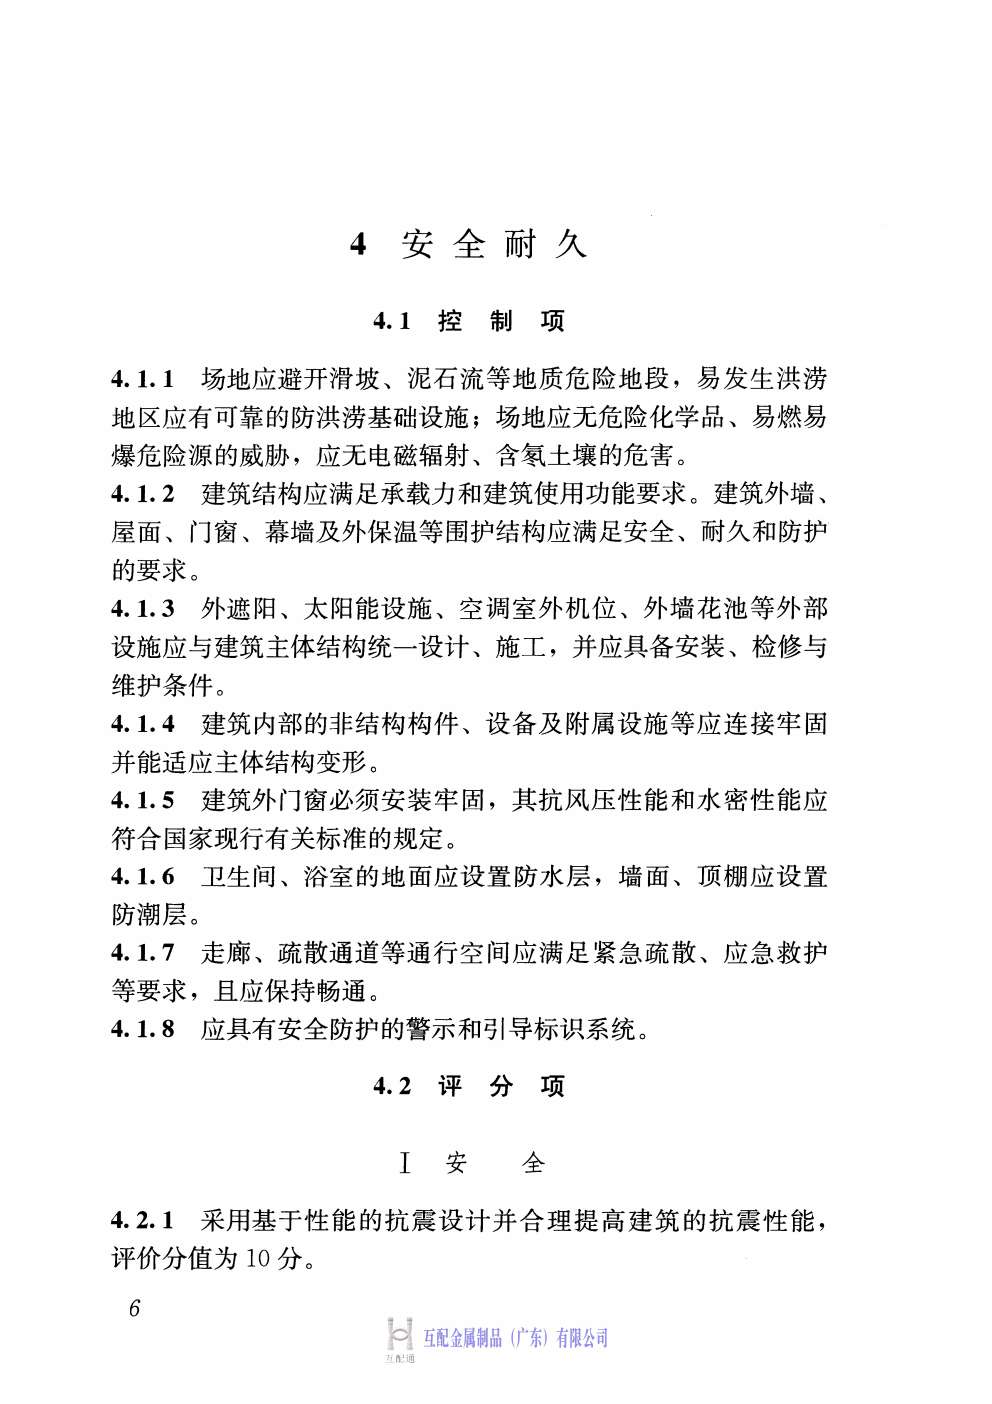 4 安全耐久
4.1 控制项
4.1.1 场地应避开滑坡、泥石流等地质危险地段，易发生洪涝
地区应有可靠的防洪涝基础设施；场地应无危险化学品、易燃易
爆危险源的威胁，应无电磁辐射、含氡土壤的危害。
4.1.2 建筑结构应满足承载力和建筑使用功能要求。建筑外墙、
屋面、门窗、幕墙及外保温等围护结构应满足安全、耐久和防护
的要求。
4.1.3 外遮阳、太阳能设施、空调室外机位、外墙花池等外部
设施应与建筑主体结构统一设计、施工，并应具备安装、检修与
维护条件。
4.1.4 建筑内部的非结构构件、设备及附属设施等应连接牢固
并能适应主体结构变形。
4.1.5 建筑外门窗必须安装牢固，其抗风压性能和水密性能应
符合国家现行有关标准的规定。
4.1.6 卫生间、浴室的地面应设置防水层，墙面、顶棚应设置
防潮层。
4.1.7 走廊、疏散通道等通行空间应满足紧急疏散、应急救护
等要求，且应保持畅通。
4.1.8 应具有安全防护的警示和引导标识系统。
4.2 评分项
Ⅰ 安全
4.2.1 采用基于性能的抗震设计并合理提高建筑的抗震性能，
评价分值为10分。
6
互配金属制品（广东）有限公司
互配通